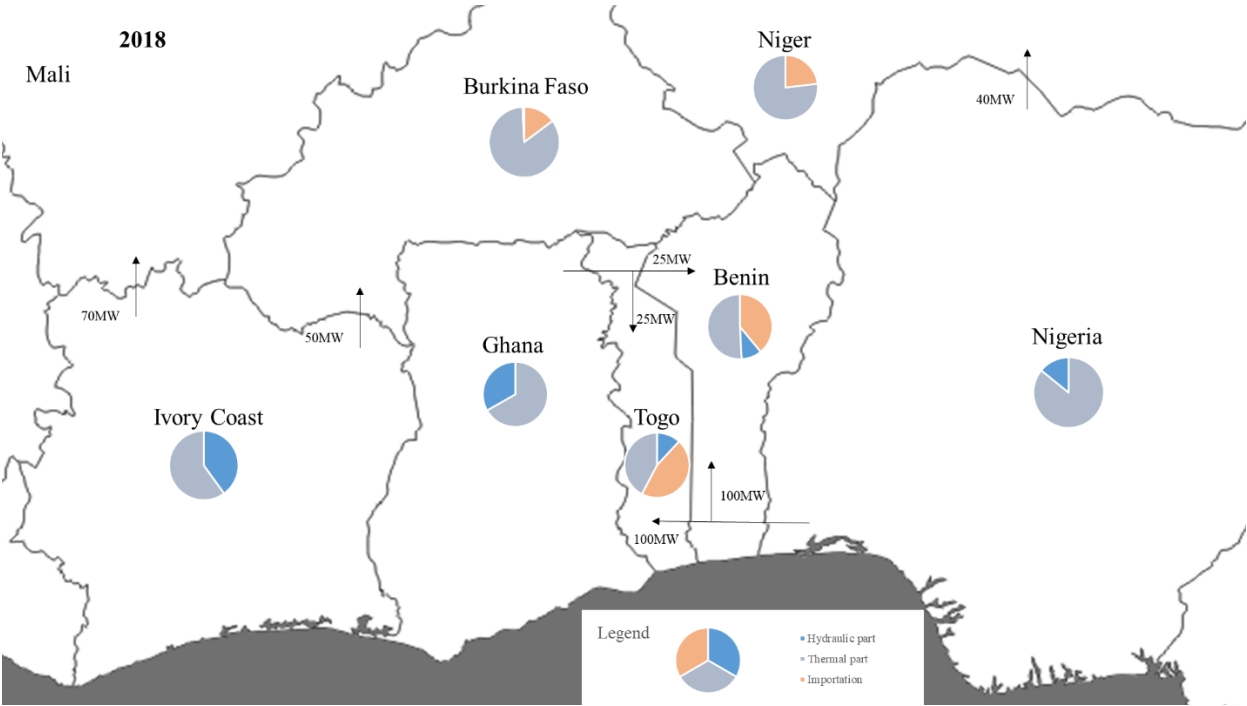 2018
Niger
Mali
Burkina Faso
40MW
25MW
Benin
70MW
25MW
50MW
Ghana
Nigeria
Ivory Coast
Togo
100MW
100MW
Legend
Hydraulic part
Thermal part
Importation